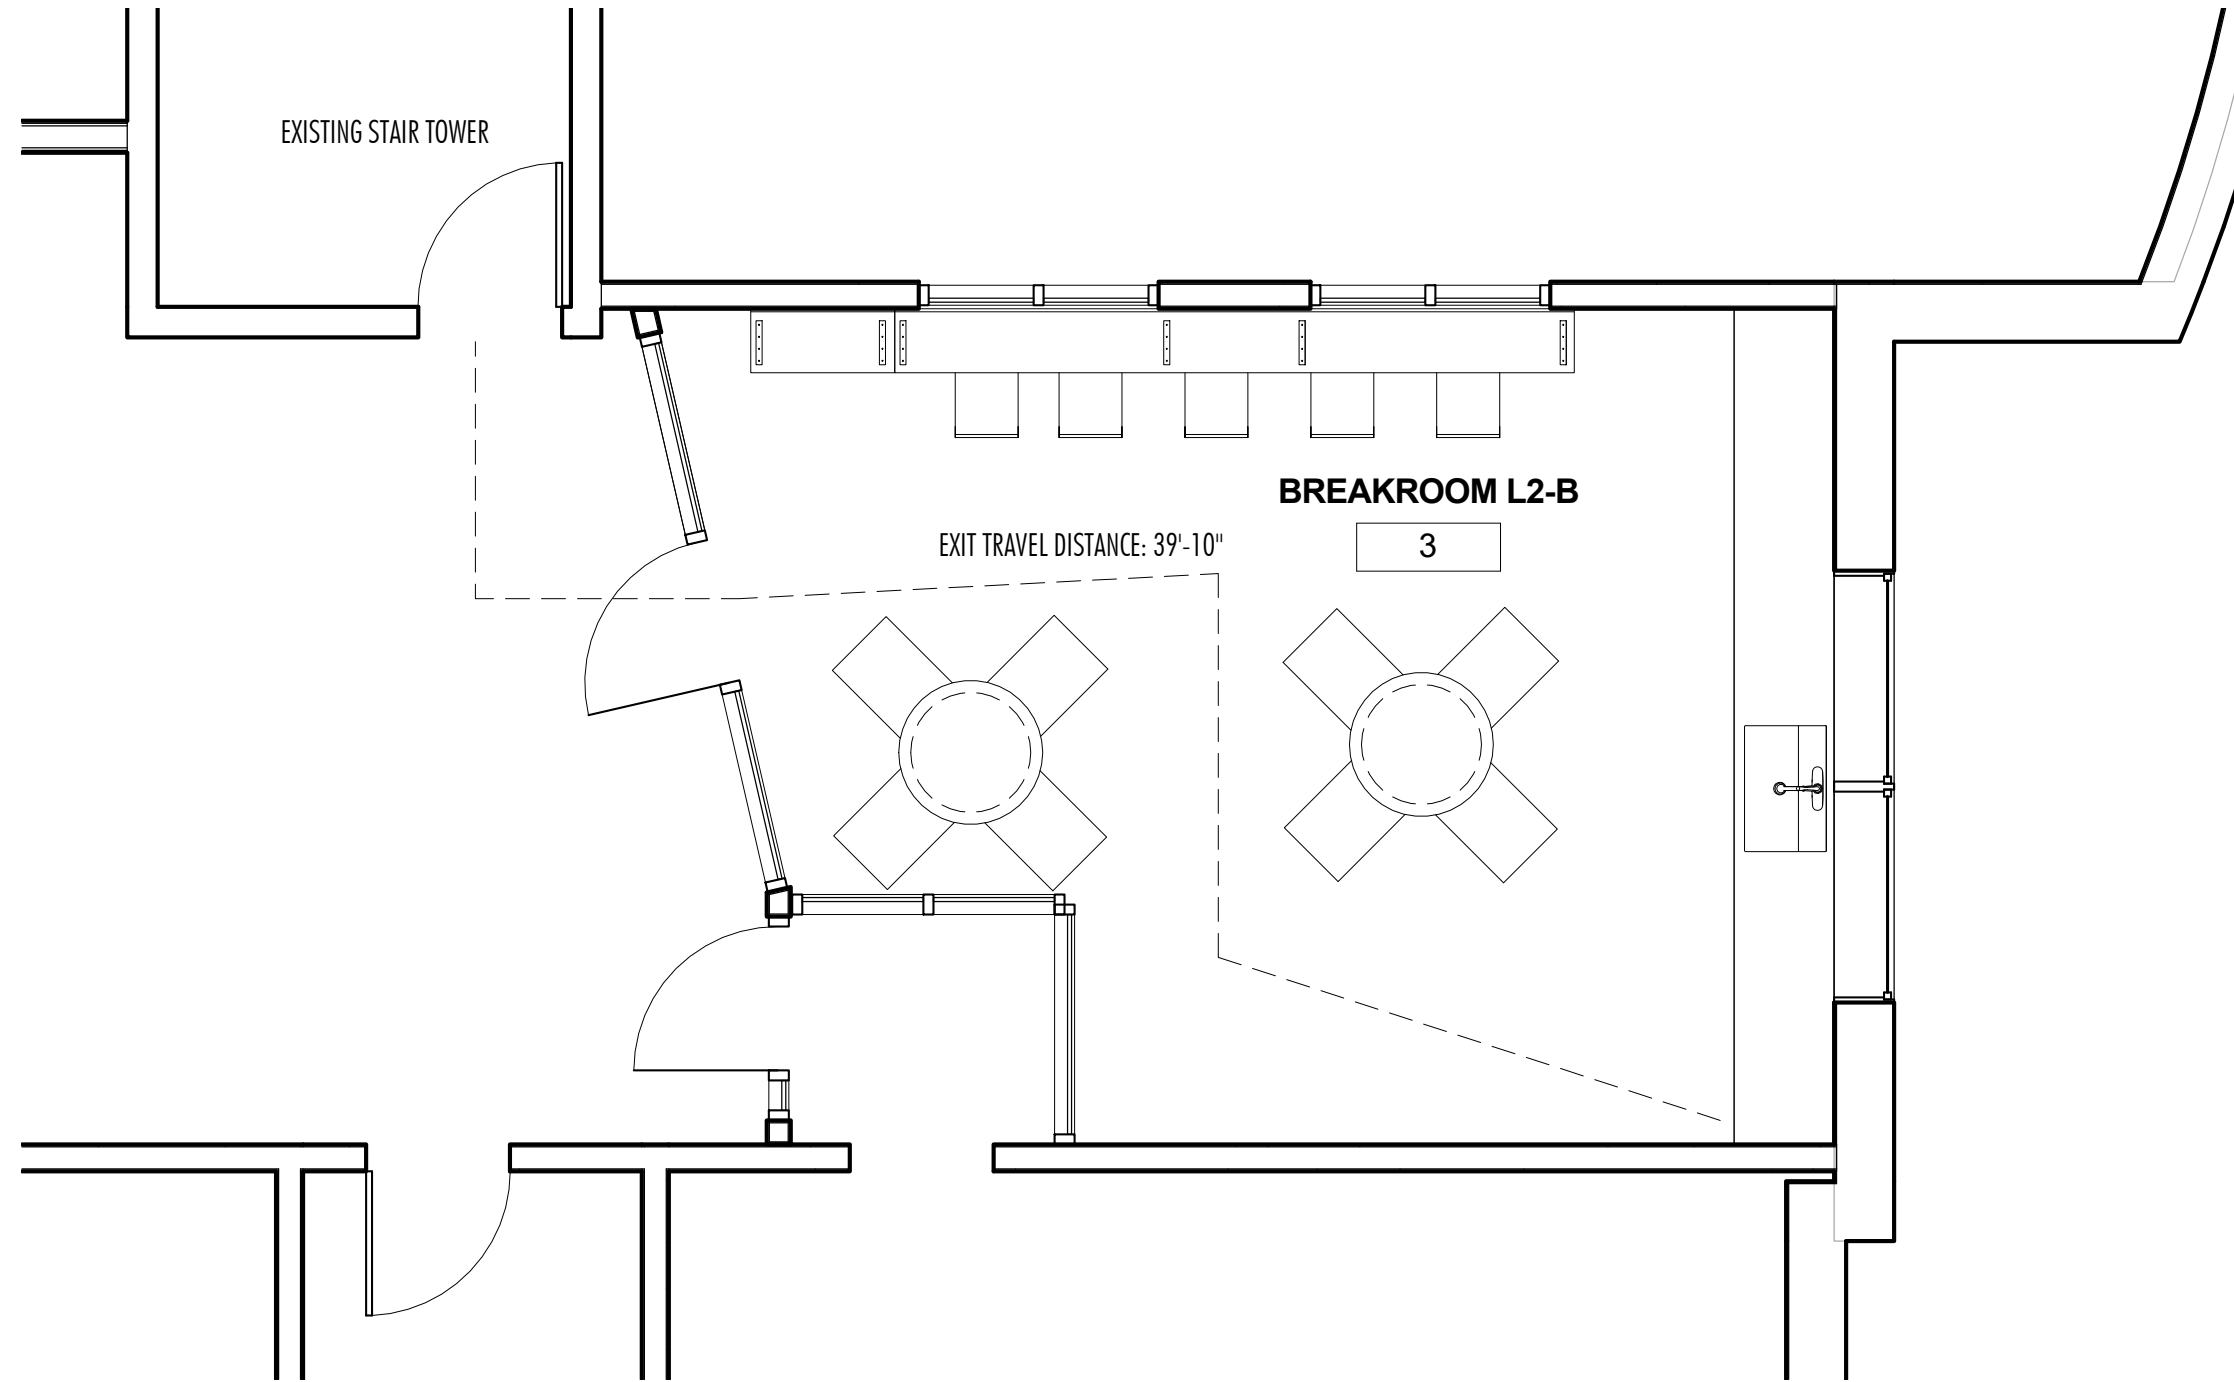 EXISTING STAIR TOWER
BREAKROOM L2-B
3
EXIT TRAVEL DISTANCE: 39'-10"